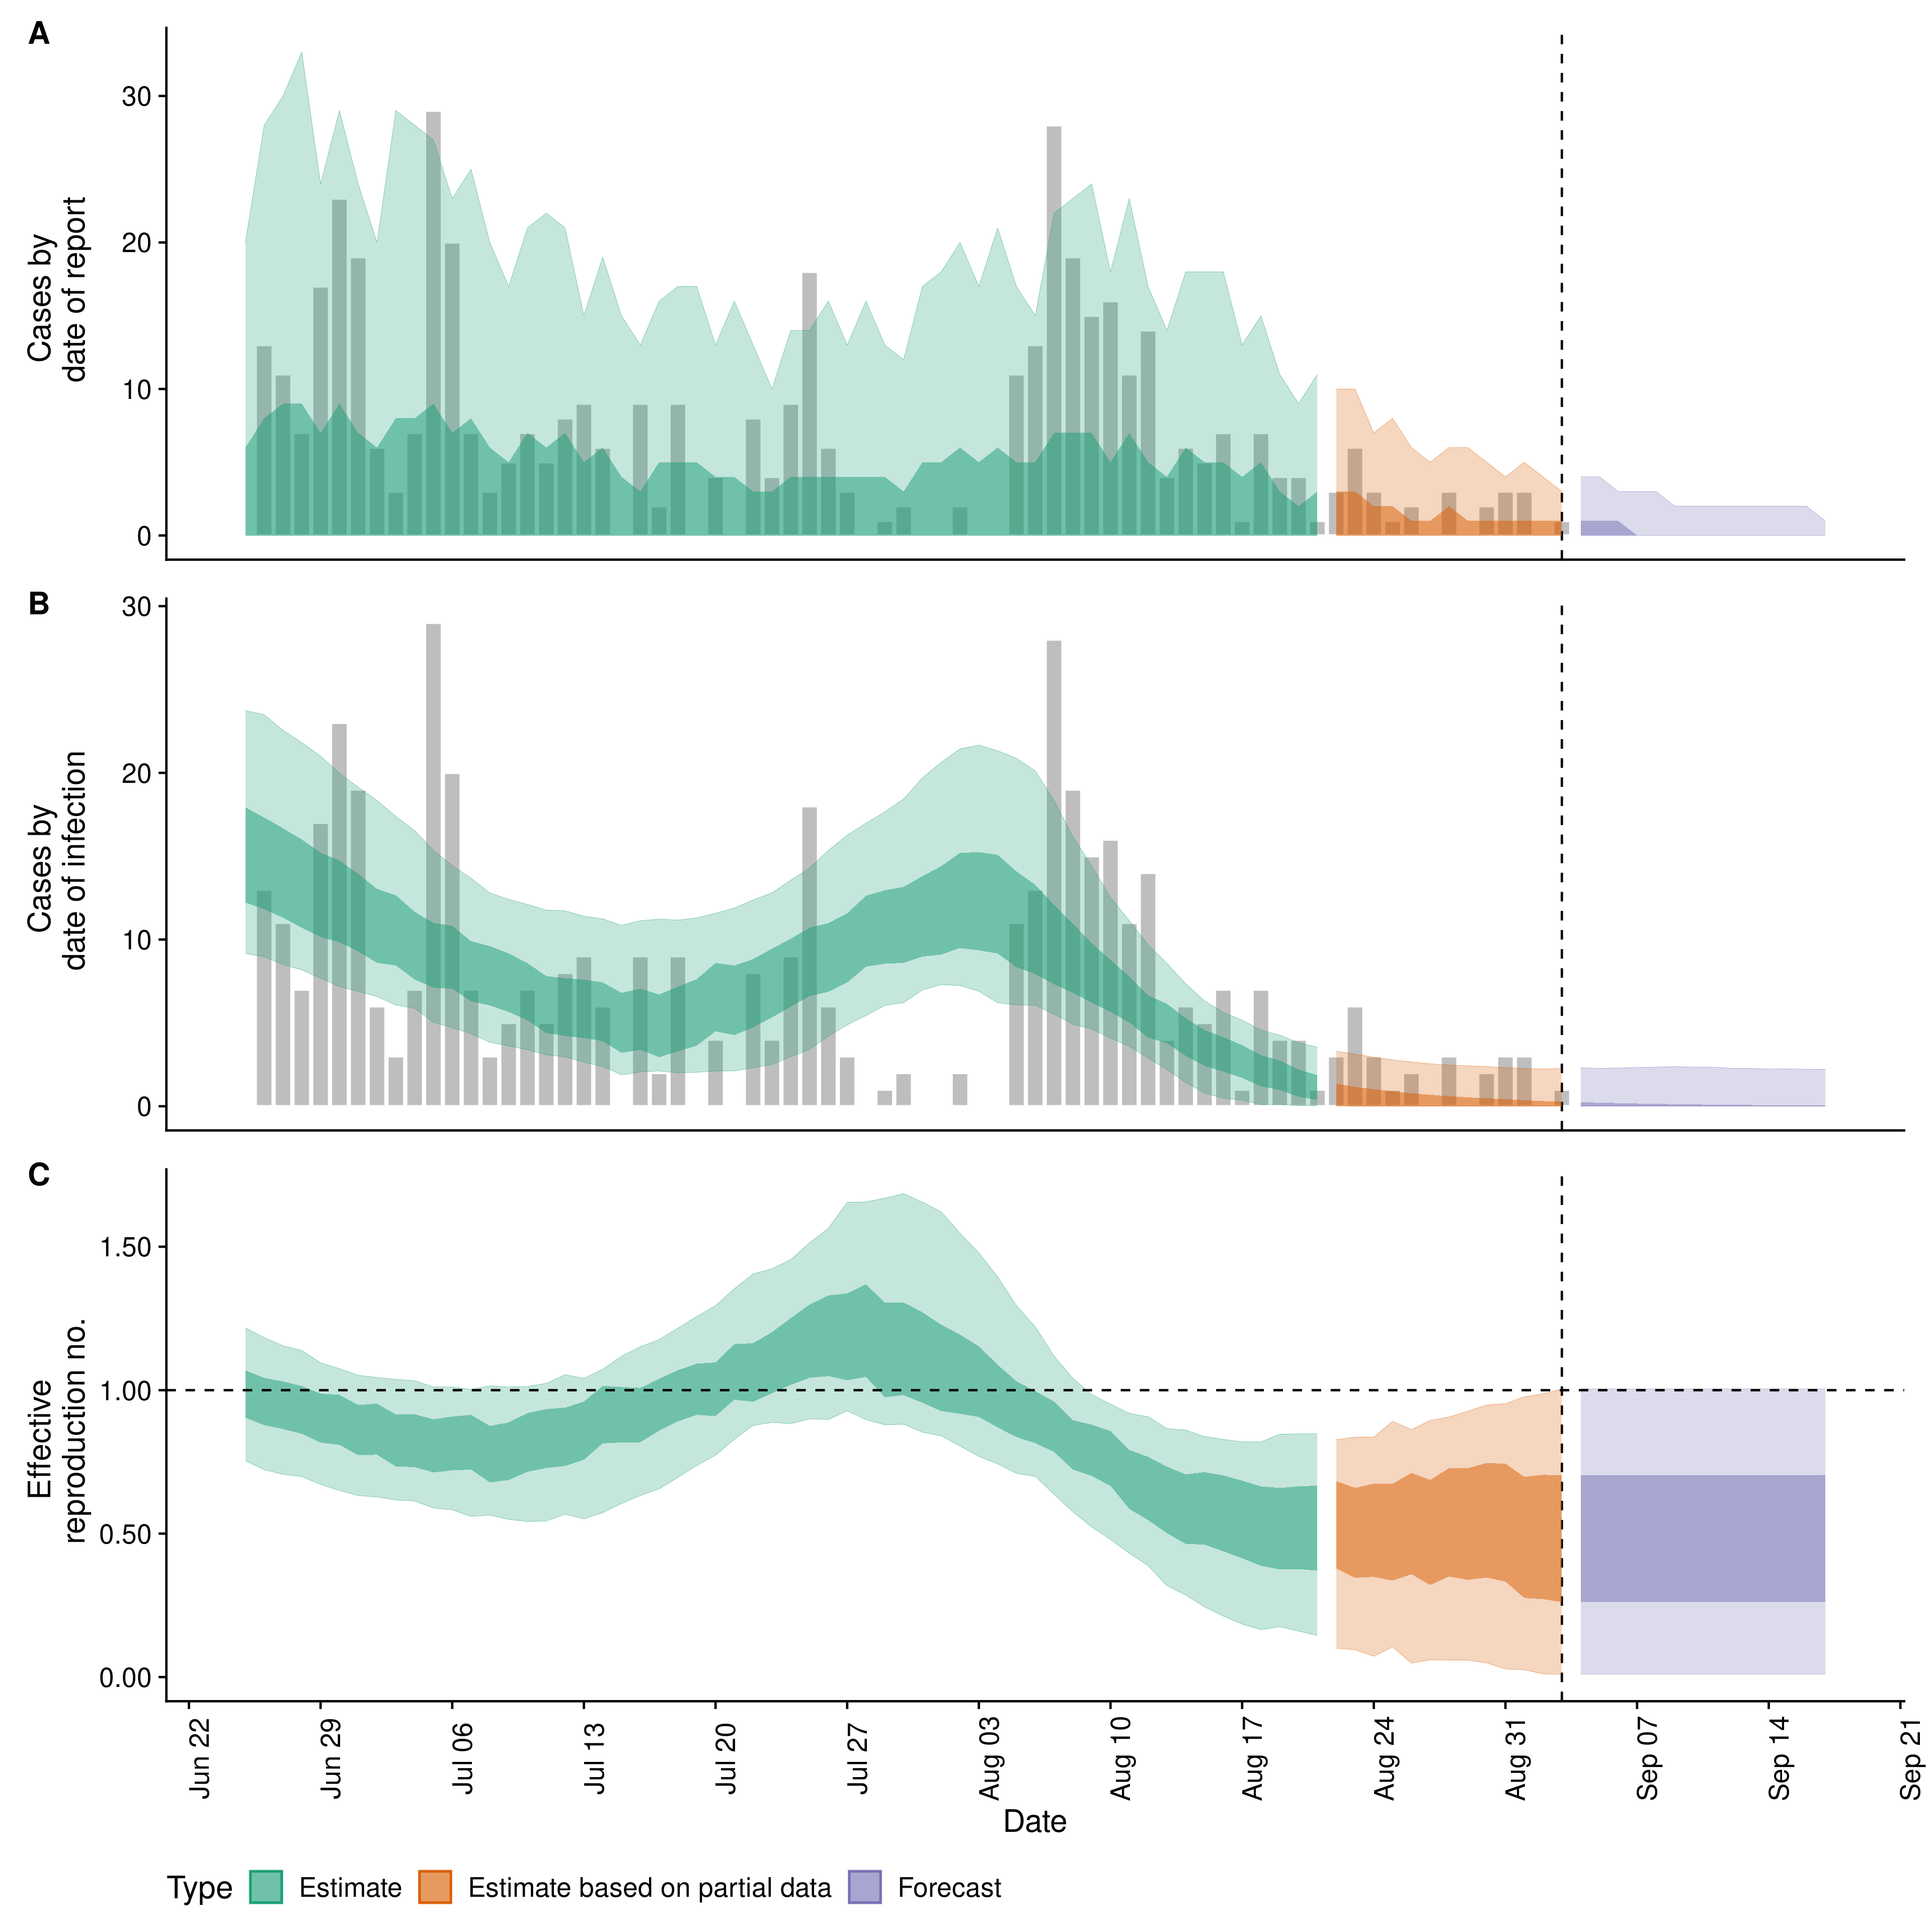 A
30
20
10
0
Cases by
date of report
B
30
20
10
0
Cases by
date of infection
C
1.50
1.00
0.50
0.00
Effective
reproduction no.
Jun 22
Jun 29
Jul 06
Jul 13
Jul 20
Jul 27
Aug 03
Aug 10
Aug 17
Aug 24
Aug 31
Sep 07
Sep 14
Sep 21
Date
Type Estimate Estimate based on partial data Forecast